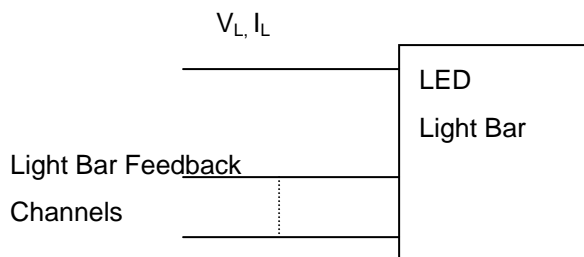 VL, IL
LED
Light Bar
Light Bar Feedback
Channels